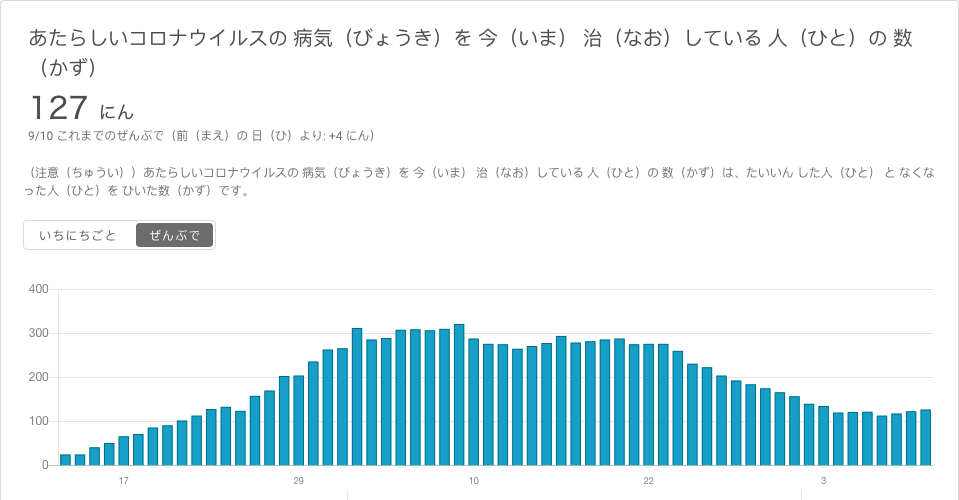 あたらしいコロナウイルスの 病気（びょうき）を 今（いま） 治（なお）している 人（ひと）の 数
（かず）
127 にん
9/10 これまでのぜんぶで（前（まえ）の 日（ひ）より: +4 にん）
（注意（ちゅうい））あたらしいコロナウイルスの 病気（びょうき）を 今（いま） 治（なお）している 人（ひと）の 数（かず）は、たいいん した人（ひと） と なくな
った人（ひと）を ひいた数（かず）です。
いちにちごと ぜんぶで
400
300
200
100
0
17 29 10 22 3